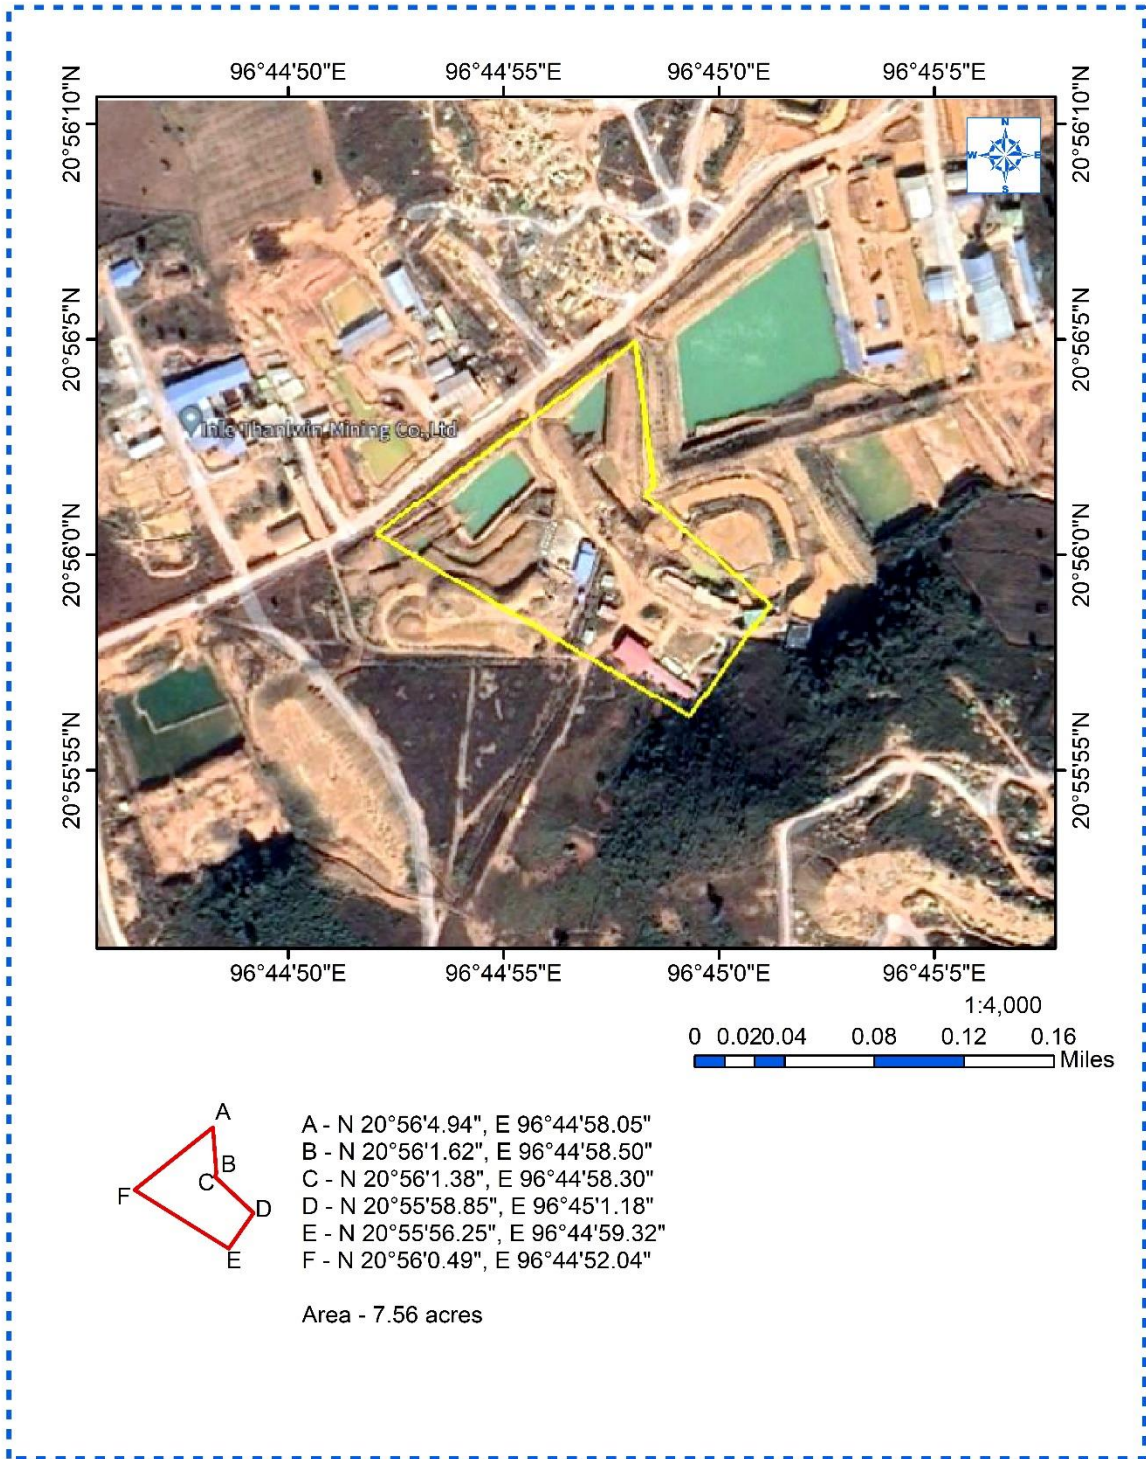 96°44'50"E 96°44'55"E 96°45'0"E 96°45'5"E
20°56'10"N 20°56'10"N
N
W E
S
20°56'5"N 20°56'5"N
Inle Thanlwin Mining Co.,Ltd
20°56'0"N 20°56'0"N
20°55'55"N 20°55'55"N
96°44'50"E 96°44'55"E 96°45'0"E 96°45'5"E
1:4,000
0 0.020.04 0.08 0.12 0.16
Miles
A
B
C
D
E
F
A - N 20°56'4.94", E 96°44'58.05"
B - N 20°56'1.62", E 96°44'58.50"
C - N 20°56'1.38", E 96°44'58.30"
D - N 20°55'58.85", E 96°45'1.18"
E - N 20°55'56.25", E 96°44'59.32"
F - N 20°56'0.49", E 96°44'52.04"
Area - 7.56 acres